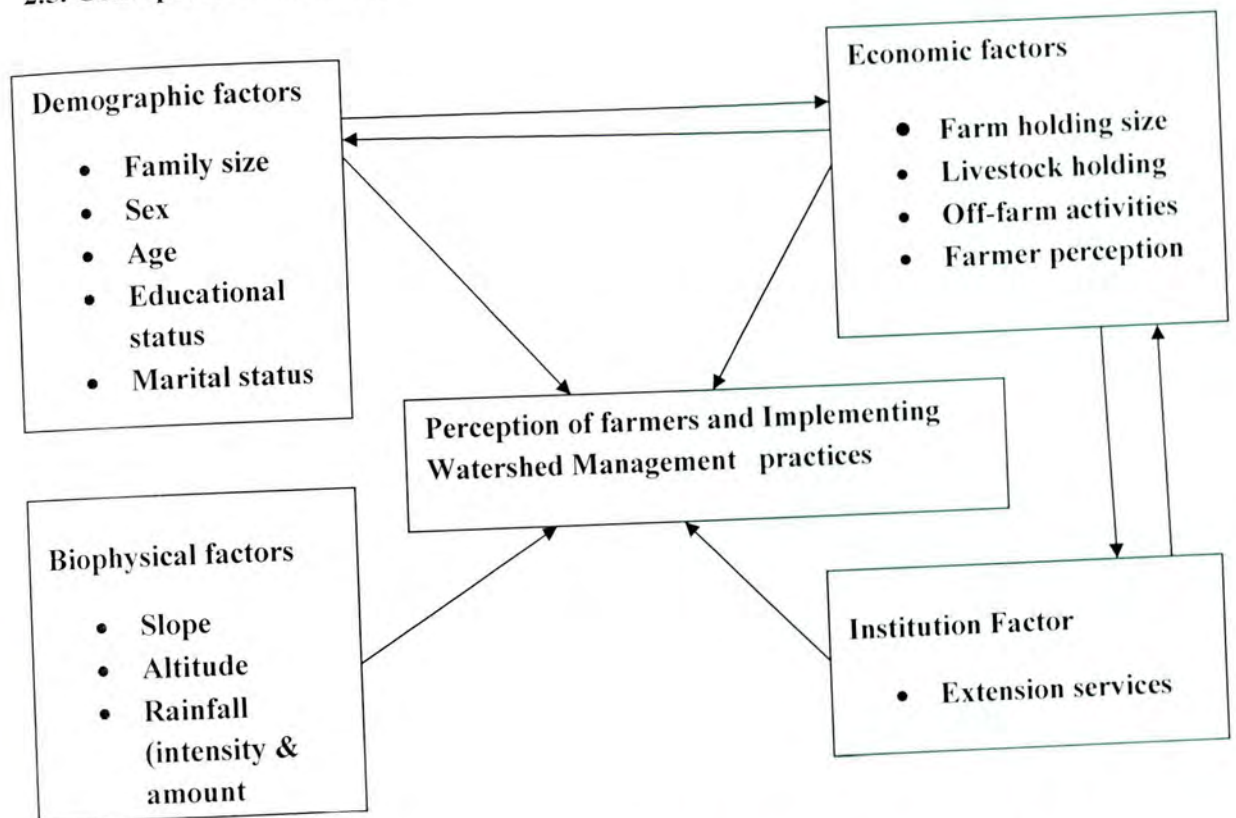 Demographic factors
• Family size
• Sex
• Age
• Educational
status
• Marital status
Economic factors
• Farm holding size
• Livestock holding
• Off-farm activities
• Farmer perception
Perception of farmers and Implementing
Watershed Management practices
Biophysical factors
• Slope
• Altitude
• Rainfall
(intensity &
amount
Institution Factor
• Extension services